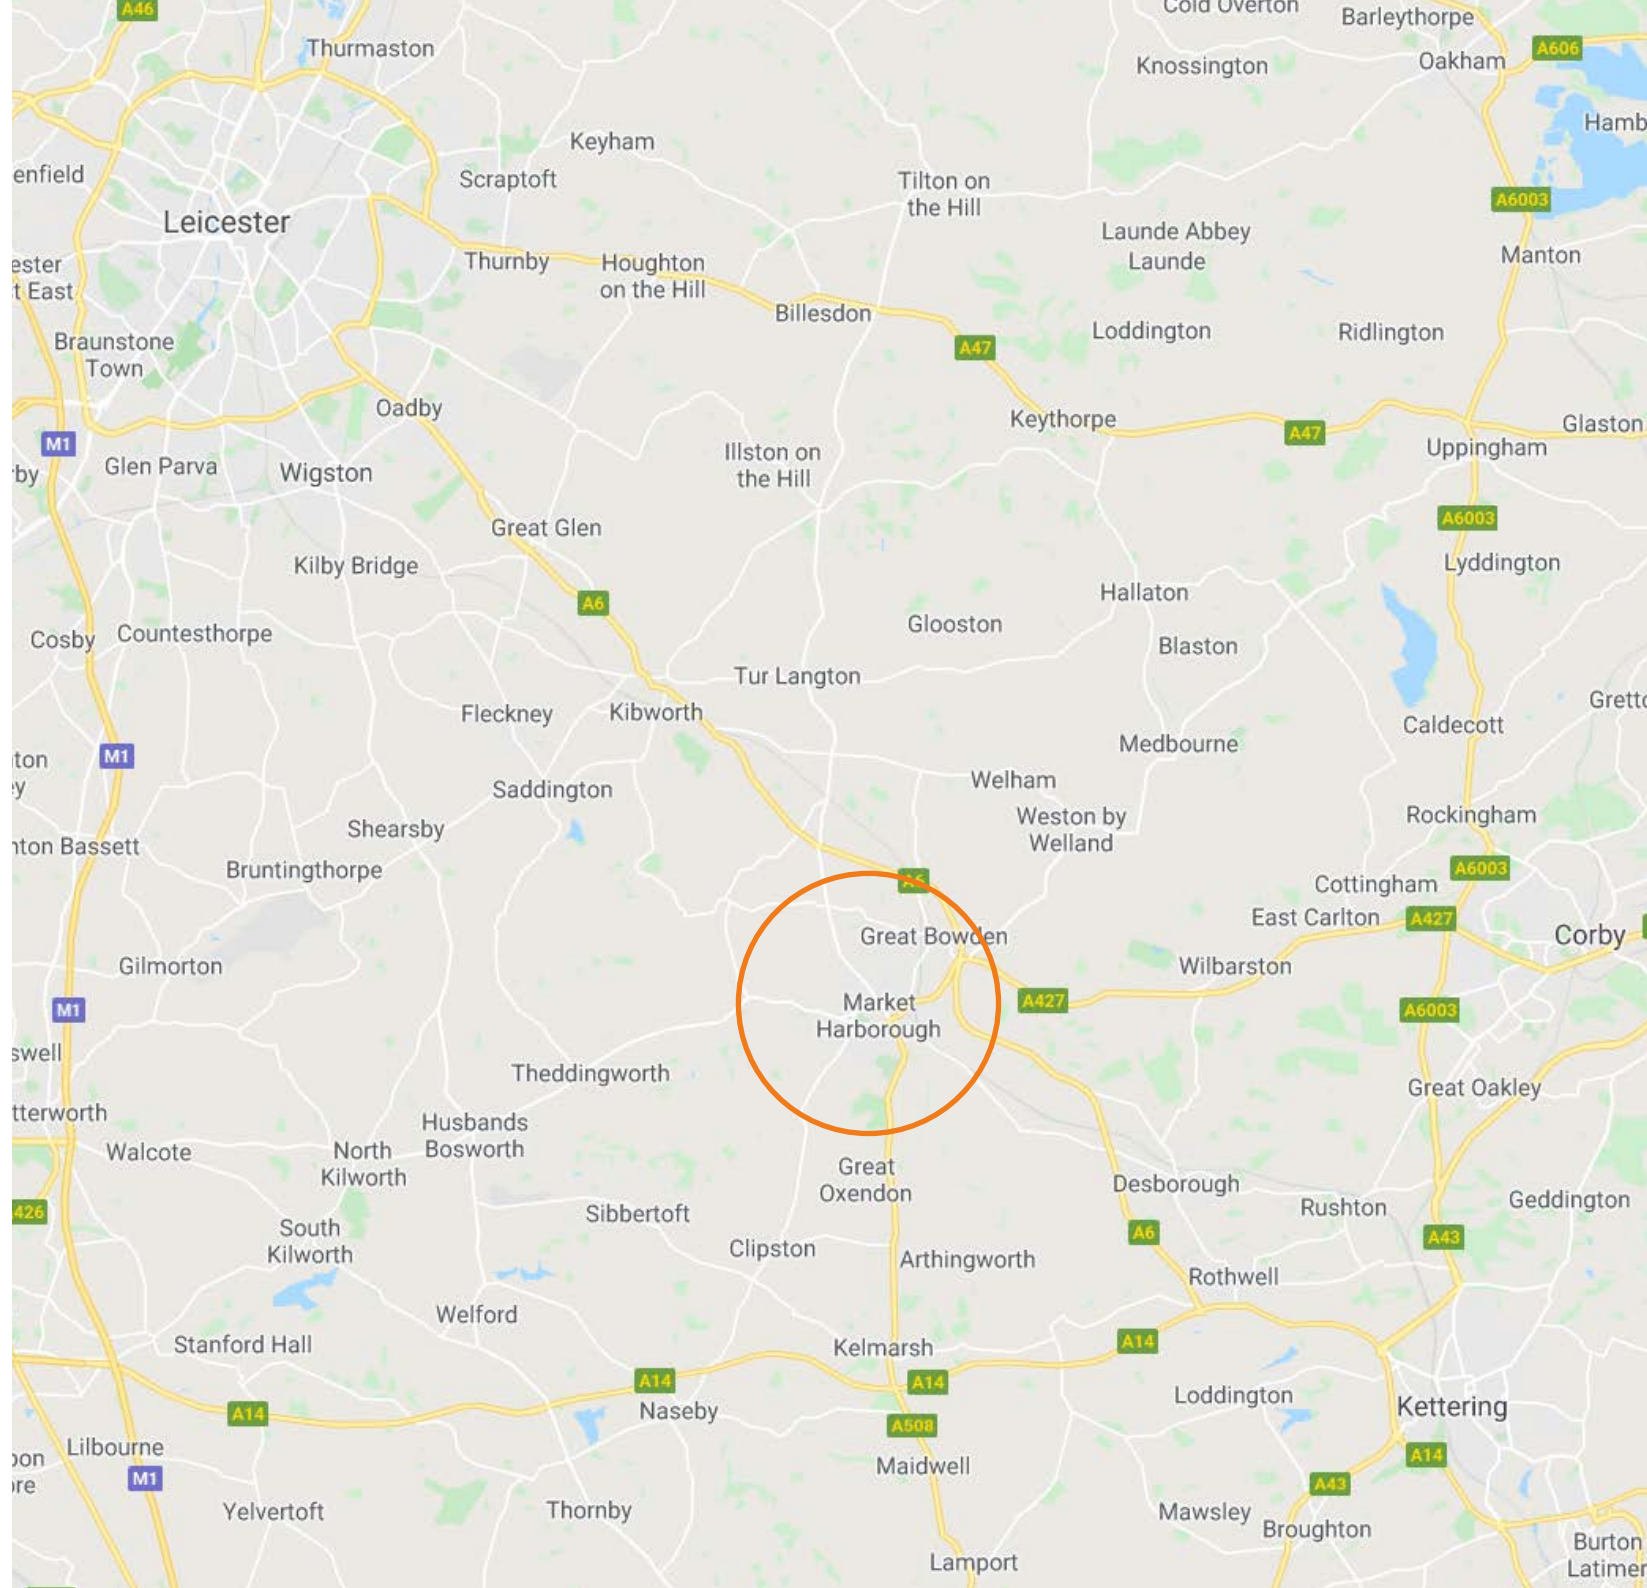 A46
Cold Overton
Barleythorpe
Thurmaston
Oakham
A606
Knossington
Hamb
Keyham
enfield
Scraptoft
Tilton on
the Hill
A6003
Leicester
Launde Abbey
Launde
Manton
ester
t East
Thurnby
Houghton
on the Hill
Billesdon
Loddington
Ridlington
Braunstone
Town
A47
Oadby
Keythorpe
A47
Glaston
M1
Uppingham
Illston on
the Hill
rby
Glen Parva
Wigston
A6003
Great Glen
Kilby Bridge
Lyddington
A6
Hallaton
Glooston
Cosby
Countesthorpe
Blaston
Tur Langton
Gretto
Fleckney
Kibworth
Caldecott
Medbourne
M1
ton
y
Welham
Saddington
Weston by
Welland
Rockingham
Shearsby
nton Bassett
Bruntingthorpe
A6003
A6
Cottingham
East Carlton
A427
Great Bowden
Corby
Gilmorton
Wilbarston
M1
Market
Harborough
A427
A6003
swell
Theddingworth
Great Oakley
tterworth
Husbands
Bosworth
Walcote
North
Kilworth
Great
Oxendon
Desborough
Rushton
Geddington
426
Sibbertoft
South
Kilworth
A6
A43
Clipston
Arthingworth
Rothwell
Welford
Stanford Hall
Kelmarsh
A14
A14
A14
Loddington
Kettering
A14
Naseby
A508
Lilbourne
on
re
M1
Maidwell
A14
A43
Yelvertoft
Thornby
Mawsley
Broughton
Burton
Latimer
Lamport